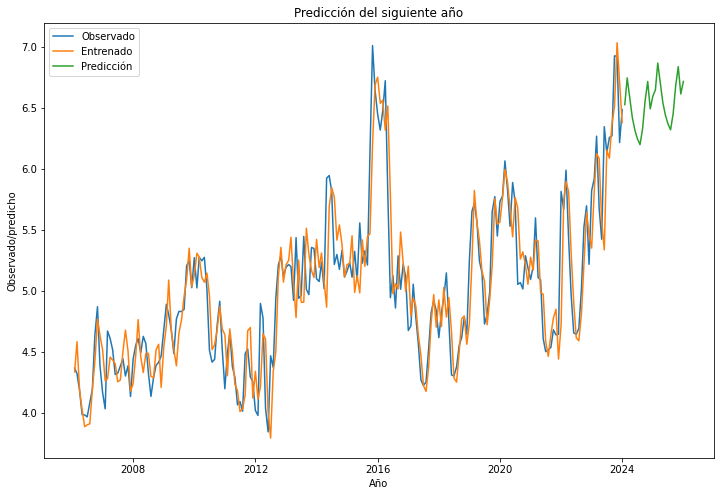 Predicción del siguiente año
Observado
Entrenado
Predicción
7.0
6.5
6.0
5.5
5.0
4.5
4.0
Observado/predicho
2008
2012
2016
2020
2024
Año